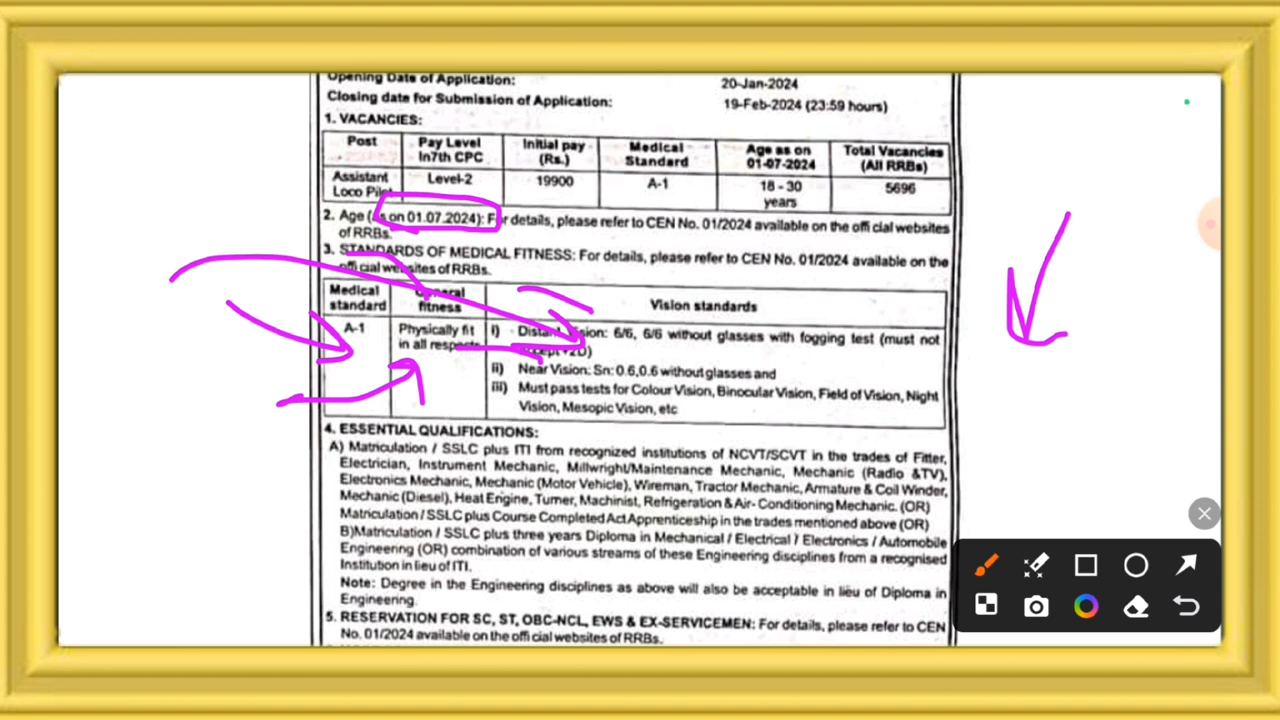 Opening Date of Application: 20-Jan-2024
Closing date for Submission of Application: 19-Feb-2024 (23:59 hours)
1. VACANCIES:
Post Pay Level In7th CPC Initial pay (Rs.) Medical Standard Age as on 01-07-2024 Total Vacancies (All RRBs)
Assistant Loco Pilot Level-2 19900 A-1 18 - 30 years 5696
2. Age (as on 01.07.2024): For details, please refer to CEN No. 01/2024 available on the offi cial websites
of RRBs.
3. STANDARDS OF MEDICAL FITNESS: For details, please refer to CEN No. 01/2024 available on the
official websites of RRBs.
Medical standard General fitness Vision standards
A-1 Physically fit in all respects
i) Distant Vision: 6/6, 6/6 without glasses with fogging test (must not
accept +2D)
ii) Near Vision: Sn: 0.6,0.6 without glasses and
iii) Must pass tests for Colour Vision, Binocular Vision, Field of Vision, Night
Vision, Mesopic Vision, etc
4. ESSENTIAL QUALIFICATIONS:
A) Matriculation / SSLC plus ITI from recognized institutions of NCVT/SCVT in the trades of Fitter,
Electrician, Instrument Mechanic, Millwright/Maintenance Mechanic, Mechanic (Radio &TV),
Electronics Mechanic, Mechanic (Motor Vehicle), Wireman, Tractor Mechanic, Armature & Coil Winder,
Mechanic (Diesel), Heat Engine, Turner, Machinist, Refrigeration & Air- Conditioning Mechanic. (OR)
Matriculation / SSLC plus Course Completed Act Apprenticeship in the trades mentioned above (OR)
B)Matriculation / SSLC plus three years Diploma in Mechanical / Electrical / Electronics / Automobile
Engineering (OR) combination of various streams of these Engineering disciplines from a recognised
Institution in lieu of ITI.
Note: Degree in the Engineering disciplines as above will also be acceptable in lieu of Diploma in
Engineering.
5. RESERVATION FOR SC, ST, OBC-NCL, EWS & EX-SERVICEMEN: For details, please refer to CEN
No. 01/2024 available on the offi cial websites of RRBs.